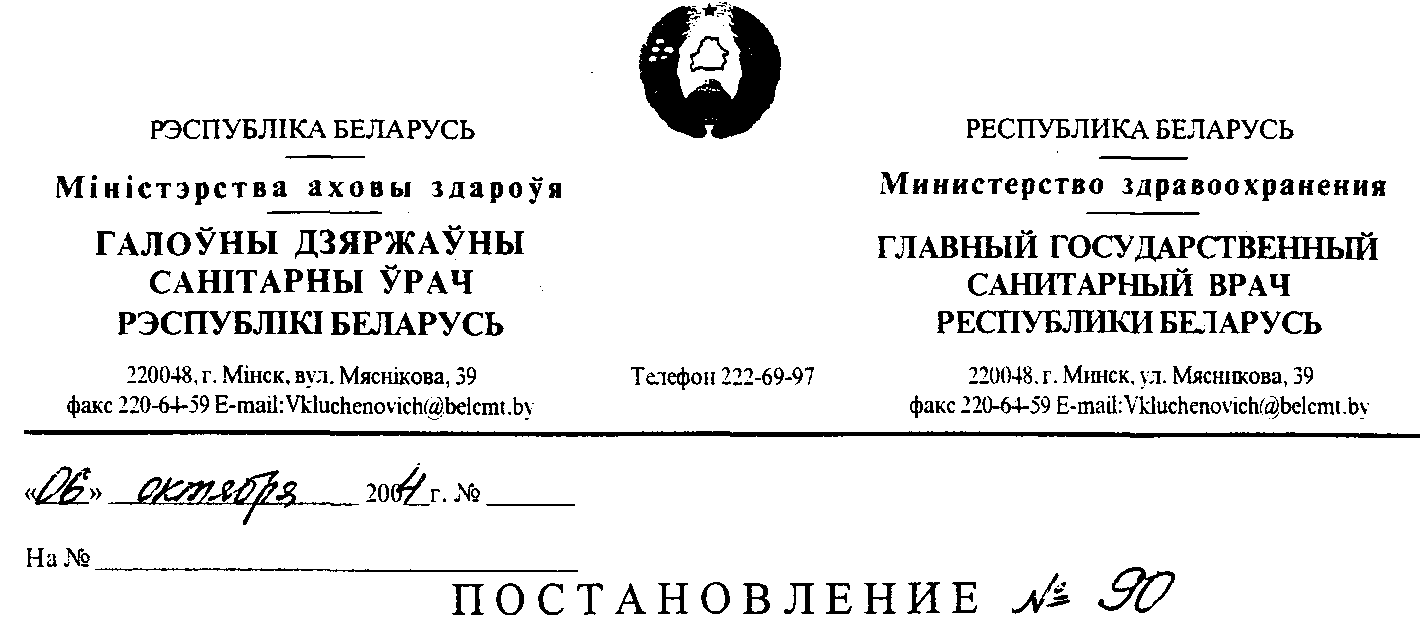 РЭСПУБЛІКА БЕЛАРУСЬ
Міністэрства аховы здароўя
ГАЛОЎНЫ ДЗЯРЖАЎНЫ
САНІТАРНЫ ЎРАЧ
РЭСПУБЛІКІ БЕЛАРУСЬ
220048, г. Мінск, вул. Мяснікова, 39
факс 220-64-59 E-mail:Vkluchenovich@belcmt.by
Телефон 222-69-97
РЕСПУБЛИКА БЕЛАРУСЬ
Министерство здравоохранения
ГЛАВНЫЙ ГОСУДАРСТВЕННЫЙ
САНИТАРНЫЙ ВРАЧ
РЕСПУБЛИКИ БЕЛАРУСЬ
220048, г. Минск, ул. Мясникова, 39
факс 220-64-59 E-mail:Vkluchenovich@belcmt.by
«06» октября 2004 г. №
На №
ПОСТАНОВЛЕНИЕ № 90